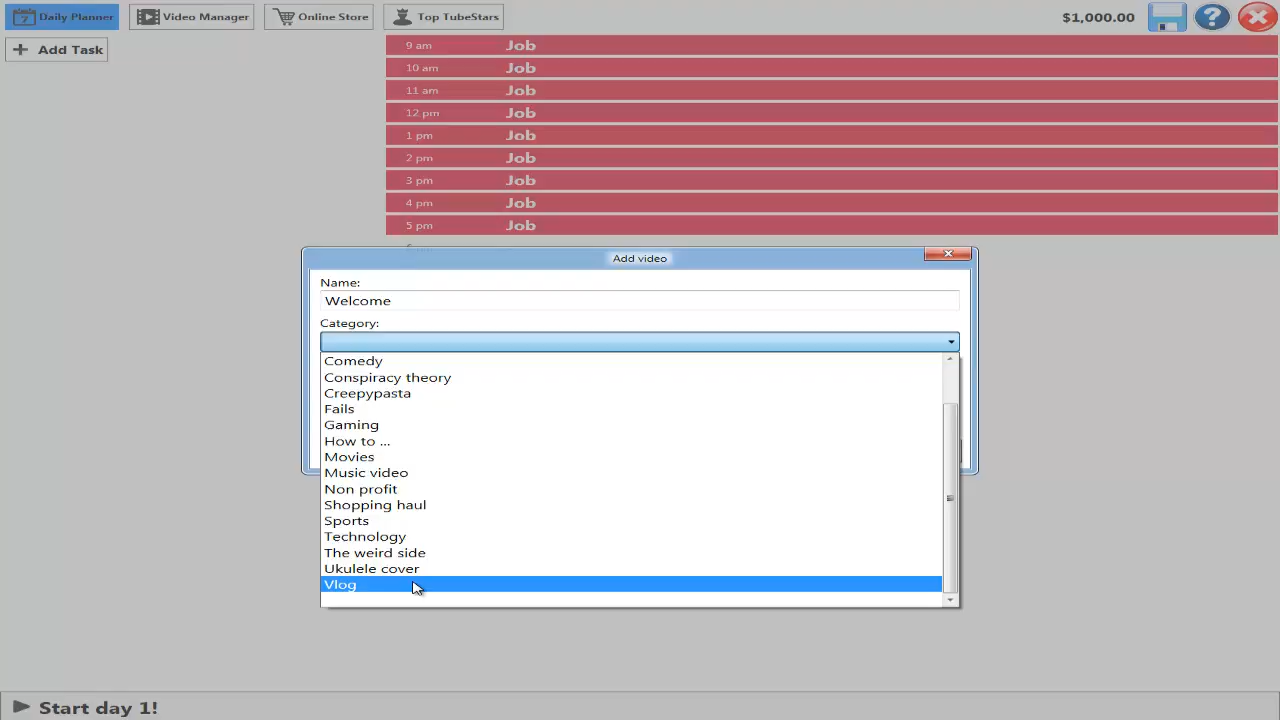 Daily Planner
Video Manager
Online Store
Top TubeStars
$1,000.00
+ Add Task
9 am Job
10 am Job
11 am Job
12 pm Job
1 pm Job
2 pm Job
3 pm Job
4 pm Job
5 pm Job
Add video
Name:
Welcome
Category:
Comedy
Conspiracy theory
Creepypasta
Fails
Gaming
How to ...
Movies
Music video
Non profit
Shopping haul
Sports
Technology
The weird side
Ukulele cover
Vlog
Start day 1!